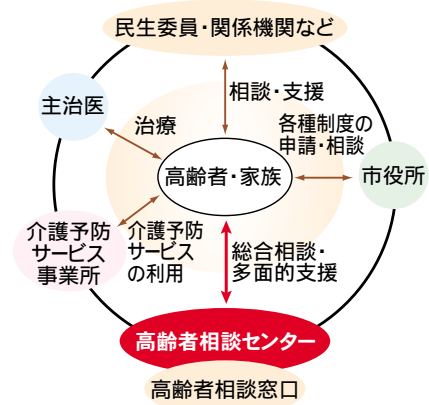 民生委員・関係機関など
主治医
相談・支援
治療
各種制度の
申請・相談
高齢者・家族
市役所
介護予防
サービス
事業所
介護予防
サービス
の利用
総合相談・
多面的支援
高齢者相談センター
高齢者相談窓口